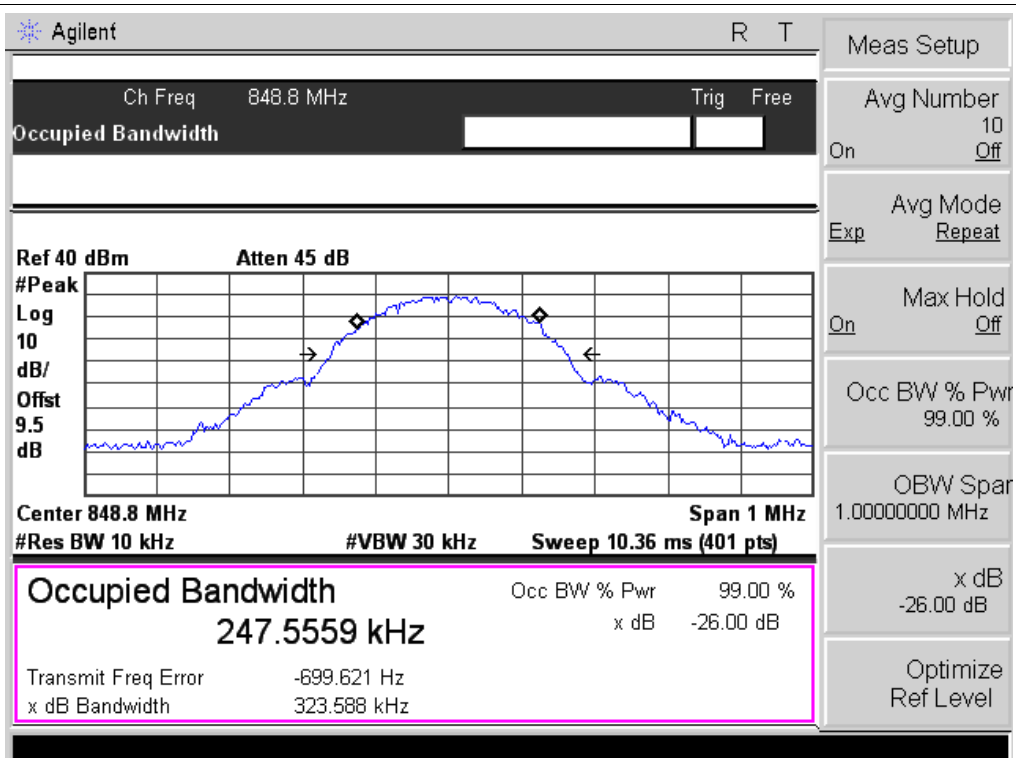 Agilent R T
Ch Freq 848.8 MHz Trig Free
Occupied Bandwidth
Ref 40 dBm Atten 45 dB
#Peak
Log
10
dB/
Offst
9.5
dB
Center 848.8 MHz Span 1 MHz
#Res BW 10 kHz #VBW 30 kHz Sweep 10.36 ms (401 pts)
Occupied Bandwidth
247.5559 kHz
Occ BW % Pwr 99.00 %
x dB -26.00 dB
Transmit Freq Error -699.621 Hz
x dB Bandwidth 323.588 kHz
Meas Setup
Avg Number
10
On Off
Avg Mode
Exp Repeat
Max Hold
On Off
Occ BW % Pwr
99.00 %
OBW Span
1.00000000 MHz
x dB
-26.00 dB
Optimize
Ref Level